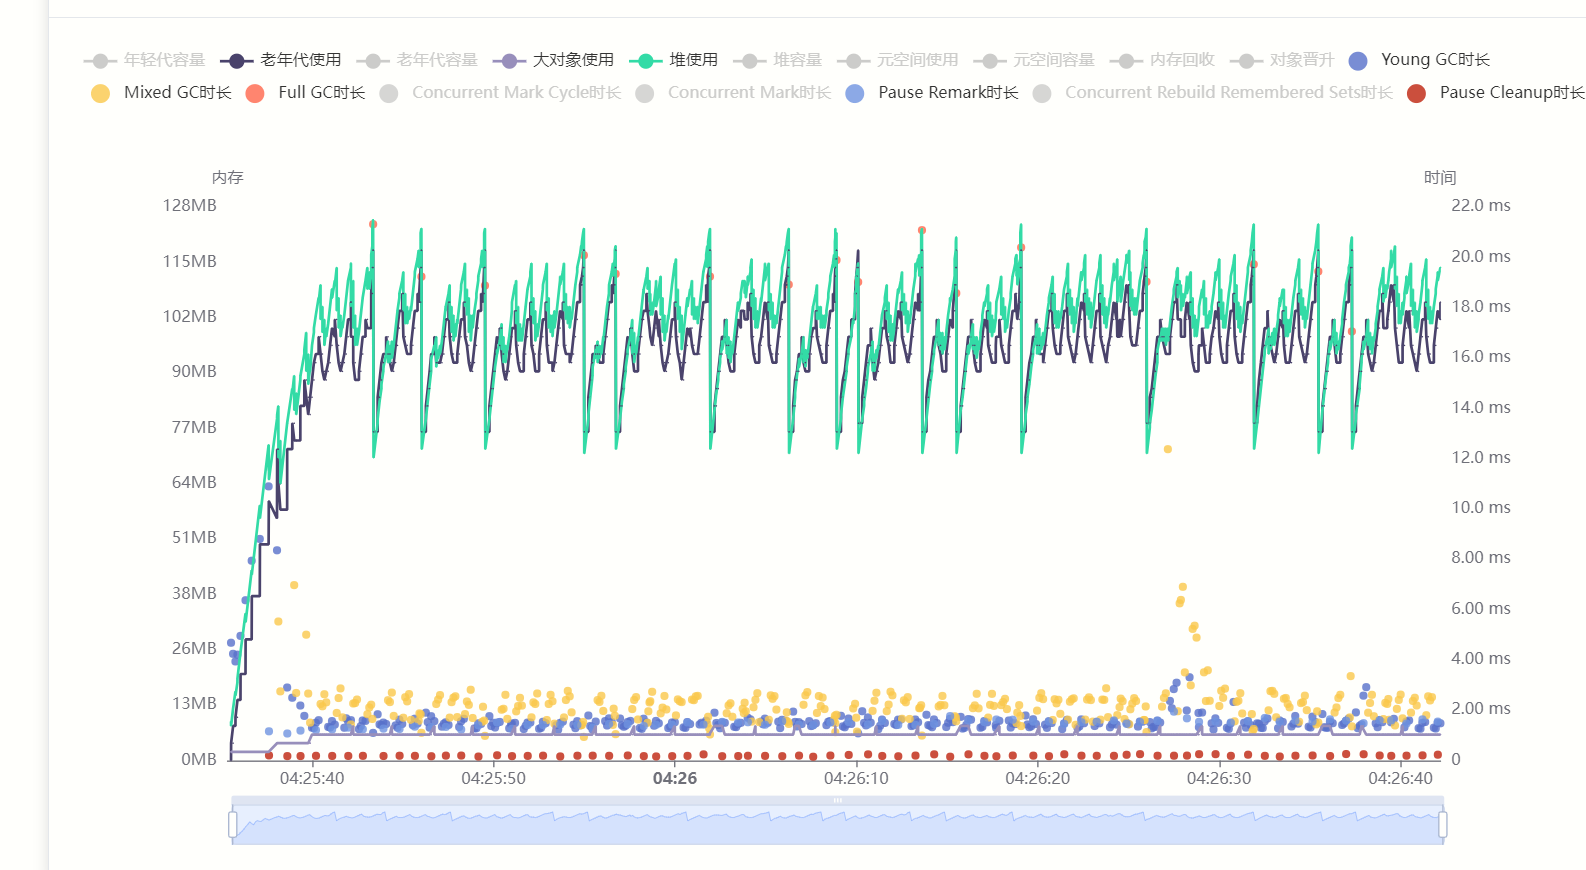 年轻代容量 老年代使用 老年代容量 大对象使用 堆使用 堆容量 元空间使用 元空间容量 内存回收 对象晋升 Young GC时长
Mixed GC时长 Full GC时长 Concurrent Mark Cycle时长 Concurrent Mark时长 Pause Remark时长 Concurrent Rebuild Remembered Sets时长 Pause Cleanup时长
内存 时间
128MB 22.0 ms
115MB 20.0 ms
102MB 18.0 ms
90MB 16.0 ms
77MB 14.0 ms
64MB 12.0 ms
51MB 10.0 ms
38MB 8.00 ms
26MB 6.00 ms
13MB 4.00 ms
0MB 2.00 ms
0
04:25:40 04:25:50 04:26 04:26:10 04:26:20 04:26:30 04:26:40